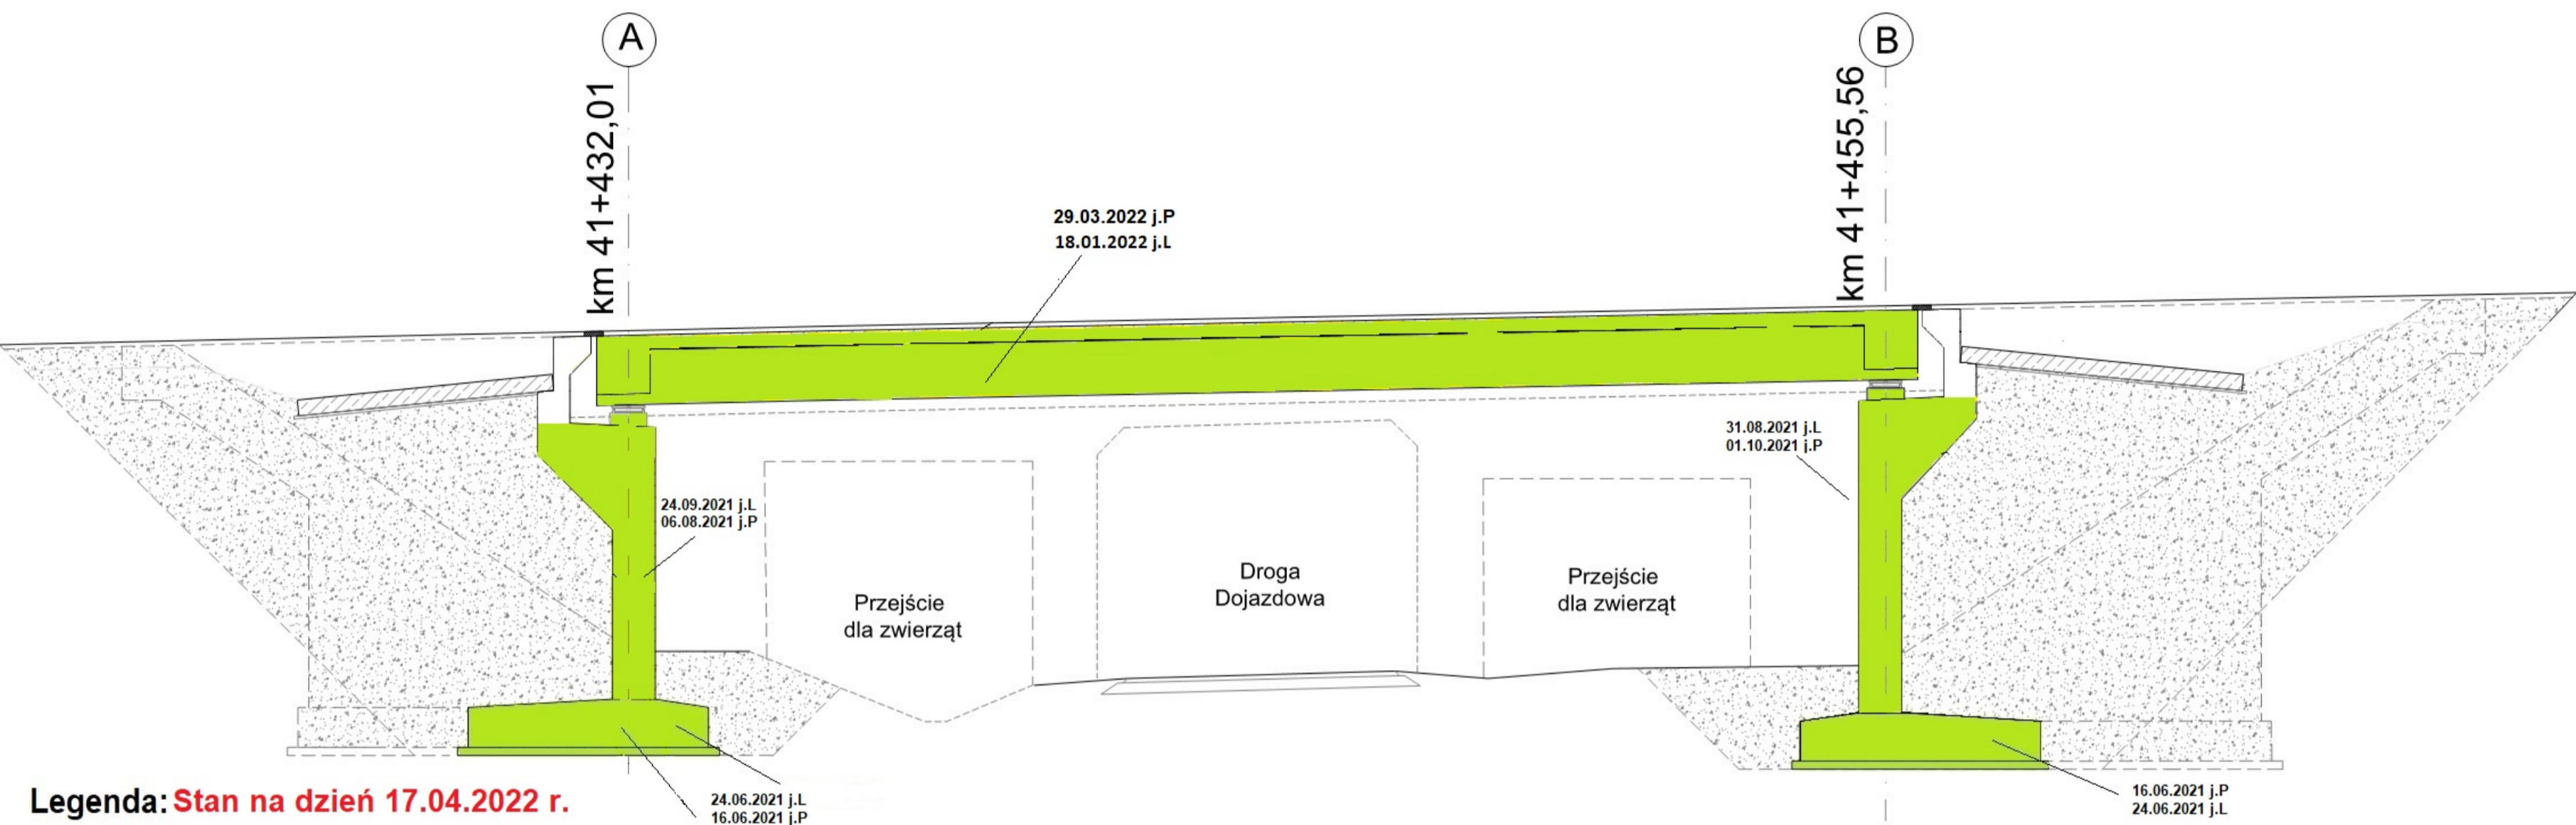 A
B
km 41+432,01
km 41+455,56
29.03.2022 j.P
18.01.2022 j.L
31.08.2021 j.L
01.10.2021 j.P
24.09.2021 j.L
06.08.2021 j.P
Przejście
dla zwierząt
Droga
Dojazdowa
Przejście
dla zwierząt
Legenda: Stan na dzień 17.04.2022 r.
24.06.2021 j.L
16.06.2021 j.P
16.06.2021 j.P
24.06.2021 j.L